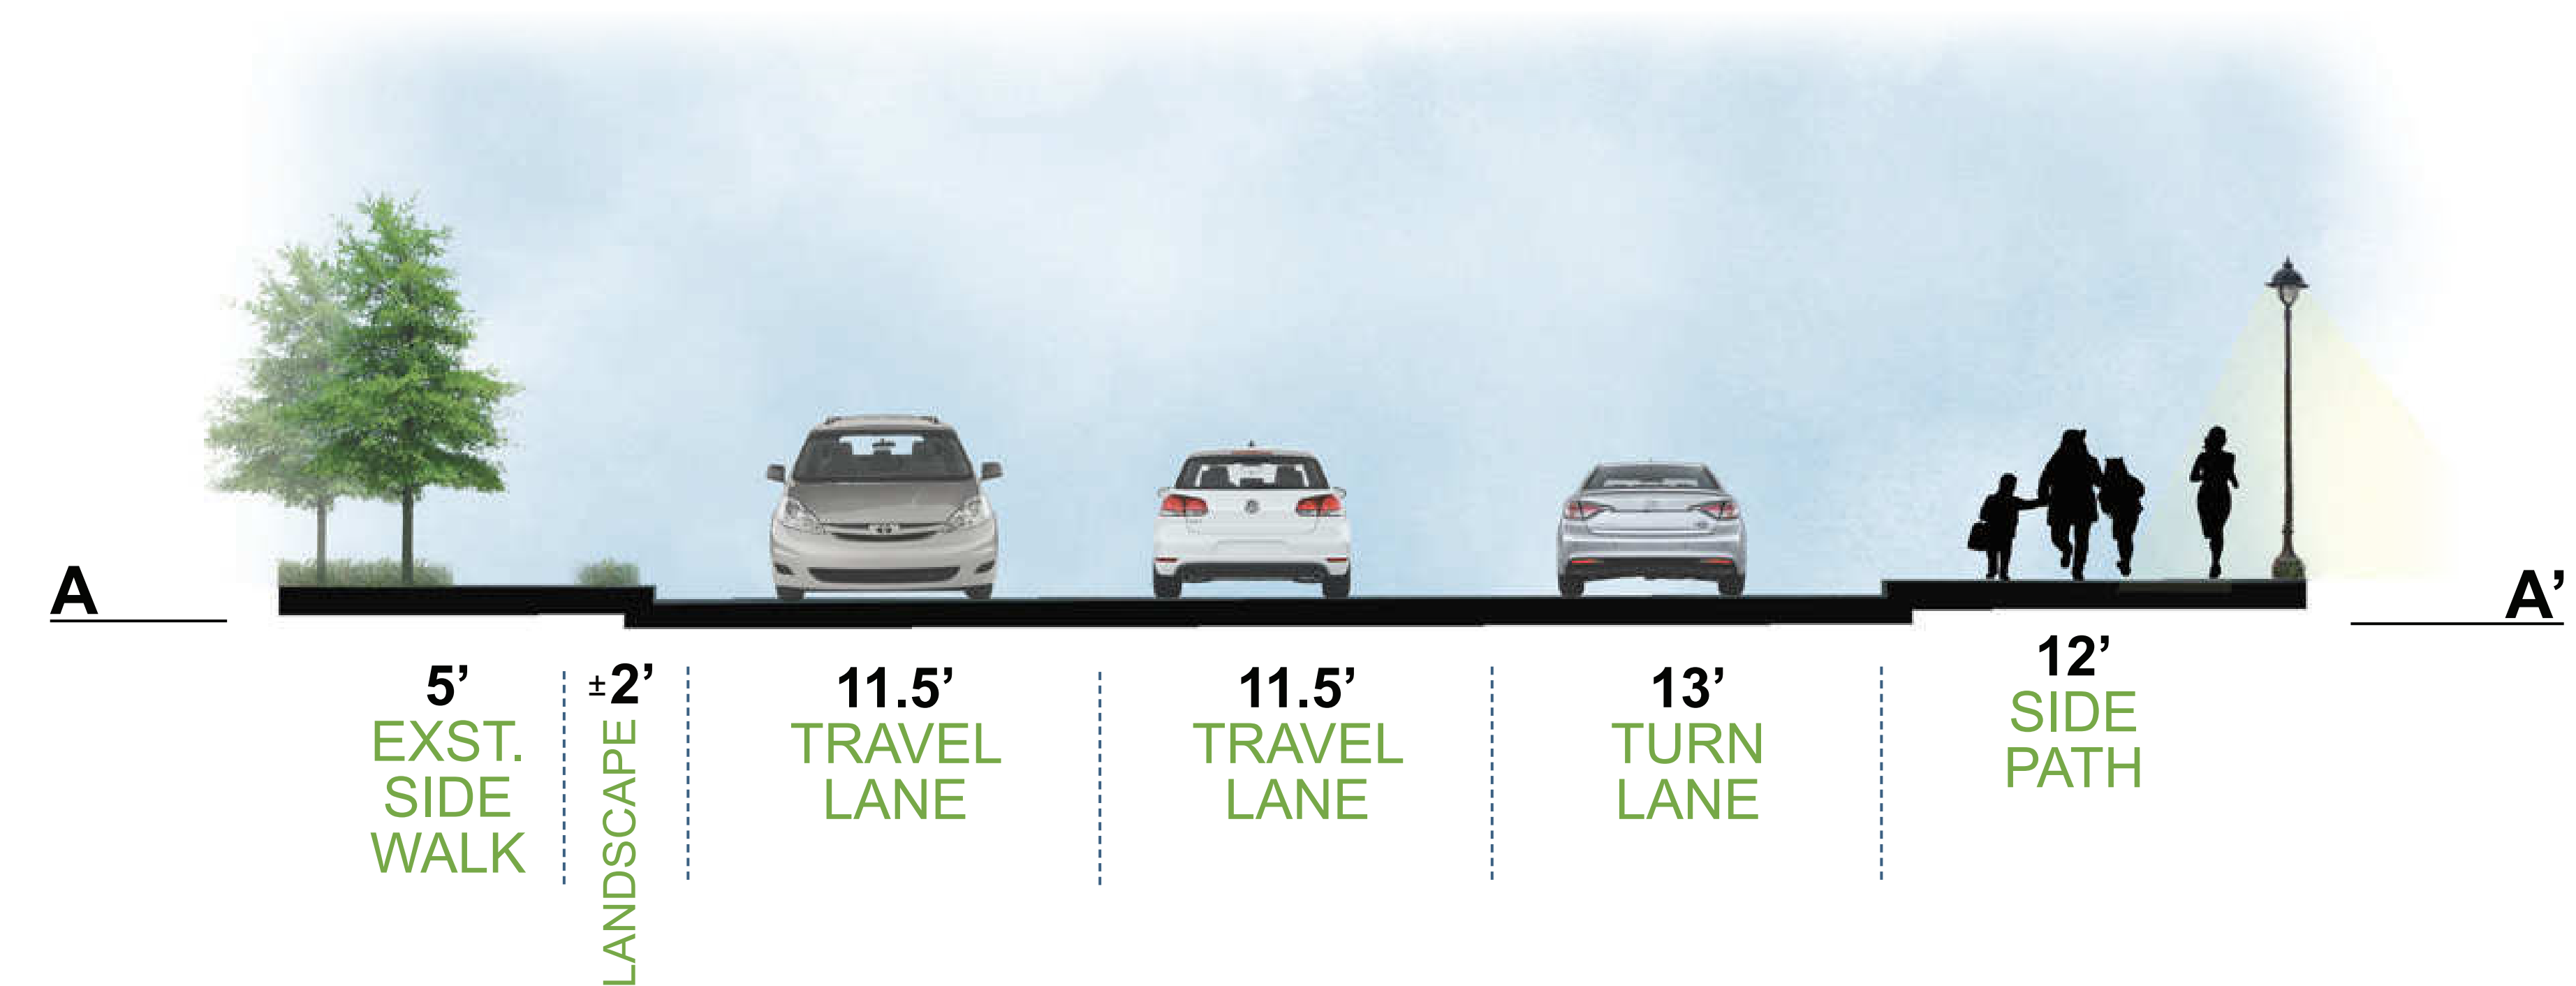 A
A’
5’
EXST.
SIDE
WALK
±2’
LANDSCAPE
11.5’
TRAVEL
LANE
11.5’
TRAVEL
LANE
13’
TURN
LANE
12’
SIDE
PATH